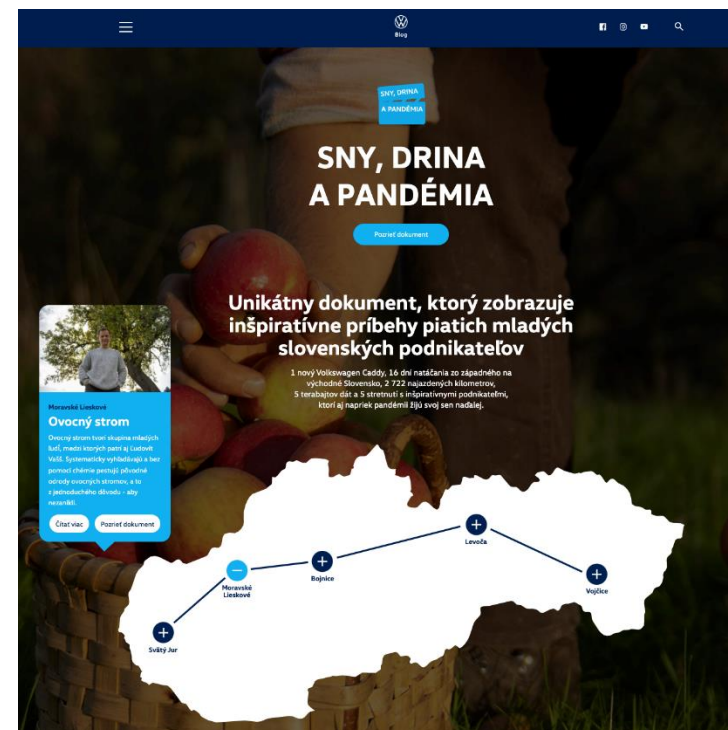 Blog
SNY, DRINA
A PANDÉMIA
SNY, DRINA
A PANDÉMIA
Pozrieť dokument
Unikátny dokument, ktorý zobrazuje
inšpiratívne príbehy piatich mladých
slovenských podnikateľov
1 nový Volkswagen Caddy, 16 dní natáčania zo západného na
východné Slovensko, 2 722 najazdených kilometrov,
5 terabajtov dát a 5 stretnutí s inšpiratívnymi podnikateľmi,
ktorí aj napriek pandémii žijú svoj sen naďalej.
Moravské Lieskové
Ovocný strom
Ovocný strom tvorí skupina mladých
ľudí, medzi ktorých patrí aj Ľudovít
Vašš. Systematicky vyhľadávajú a bez
pomoci chémie pestujú pôvodné
odrody ovocných stromov, a to
z jednoduchého dôvodu - aby
nezanikli.
Čítať viac
Pozrieť dokument
Levoča
Bojnice
Moravské
Lieskové
Vojčice
Svätý Jur